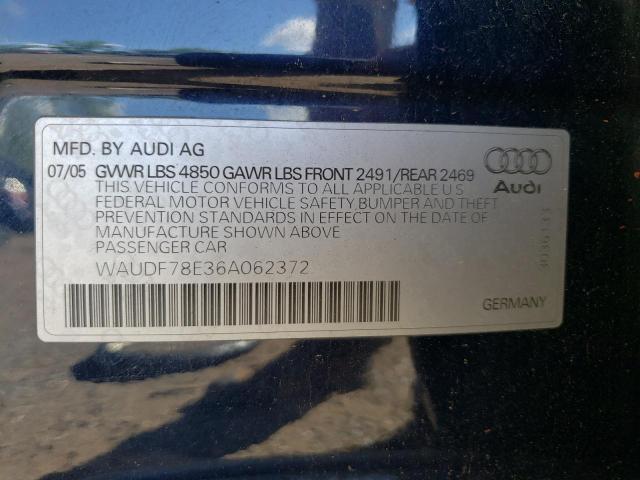 MFD. BY AUDI AG
07/05 GVWR LBS 4850 GAWR LBS FRONT 2491/REAR 2469
THIS VEHICLE CONFORMS TO ALL APPLICABLE U S
FEDERAL MOTOR VEHICLE SAFETY, BUMPER AND THEFT
PREVENTION STANDARDS IN EFFECT ON THE DATE OF
MANUFACTURE SHOWN ABOVE
PASSENGER CAR
WAUDF78E36A062372
Audi
GERMANY